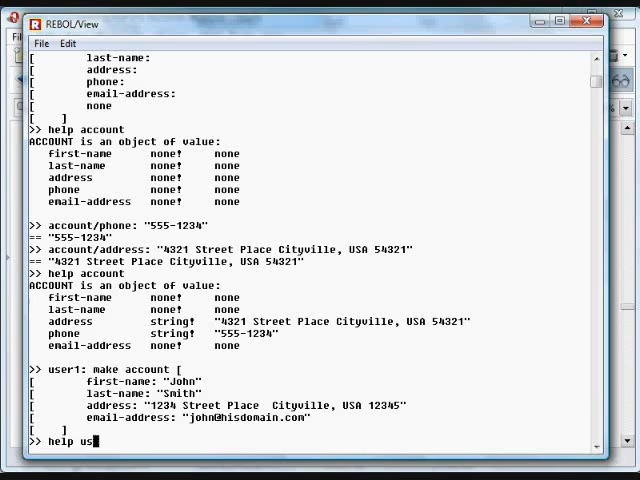 REBOL/View
File Edit
[ last-name:
[ address:
[ phone:
[ email-address:
[ none
[ ]
>> help account
ACCOUNT is an object of value:
first-name none! none
last-name none! none
address none! none
phone none! none
email-address none! none
>> account/phone: "555-1234"
== "555-1234"
>> account/address: "4321 Street Place Cityville, USA 54321"
== "4321 Street Place Cityville, USA 54321"
>> help account
ACCOUNT is an object of value:
first-name none! none
last-name none! none
address string! "4321 Street Place Cityville, USA 54321"
phone string! "555-1234"
email-address none! none
>> user1: make account [
[ first-name: "John"
[ last-name: "Smith"
[ address: "1234 Street Place  Cityville, USA 12345"
[ email-address: "john@hisdomain.com"
[ ]
>> help us